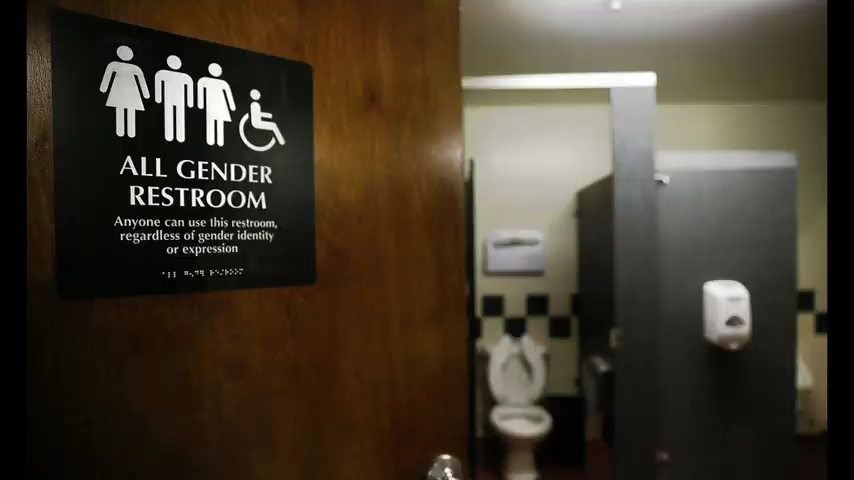 ALL GENDER
RESTROOM
Anyone can use this restroom,
regardless of gender identity
or expression